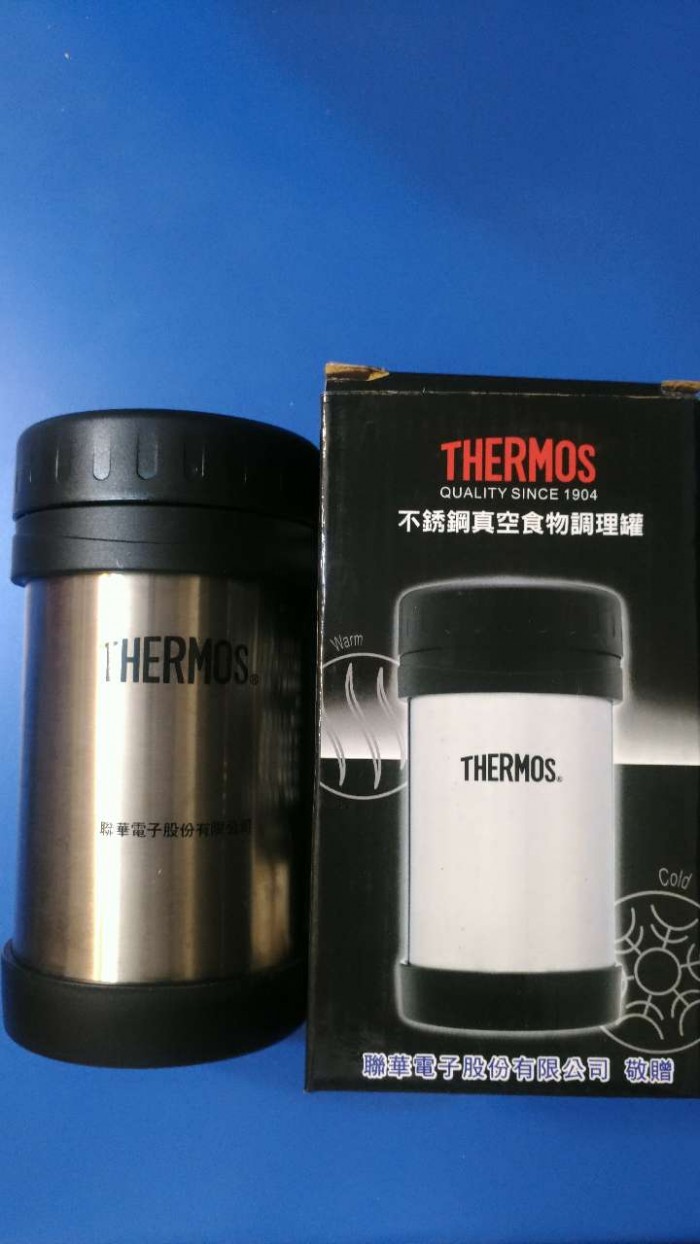 THERMOS®
聯華電子股份有限公司
THERMOS
QUALITY SINCE 1904
不銹鋼真空食物調理罐
Warm
THERMOS®
Cold
聯華電子股份有限公司 敬贈